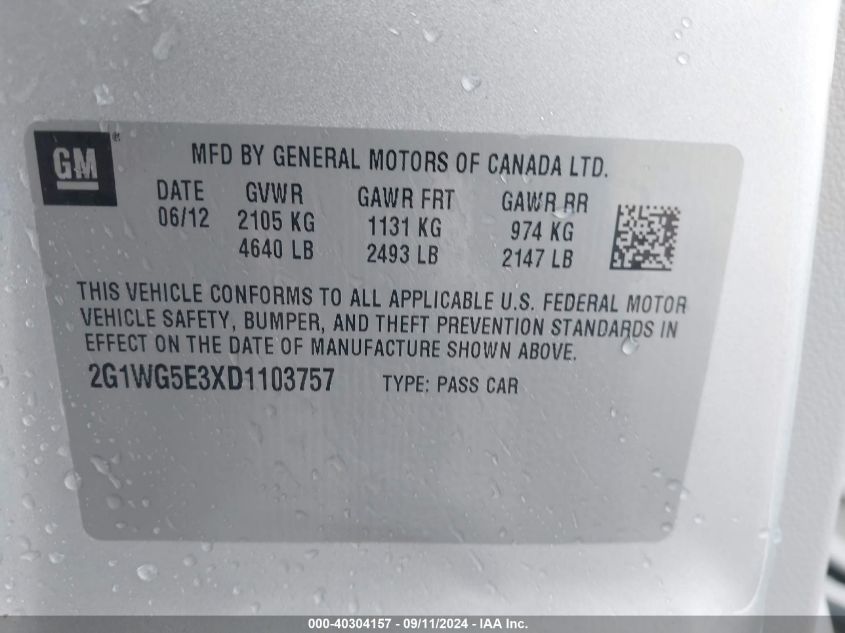 GM ®
MFD BY GENERAL MOTORS OF CANADA LTD.
DATE GVWR GAWR FRT GAWR RR
06/12 2105 KG 1131 KG 974 KG
4640 LB 2493 LB 2147 LB
THIS VEHICLE CONFORMS TO ALL APPLICABLE U.S. FEDERAL MOTOR
VEHICLE SAFETY, BUMPER, AND THEFT PREVENTION STANDARDS IN
EFFECT ON THE DATE OF MANUFACTURE SHOWN ABOVE.
2G1WG5E3XD1103757 TYPE: PASS CAR
000-40304157 - 09/11/2024 - IAA Inc.